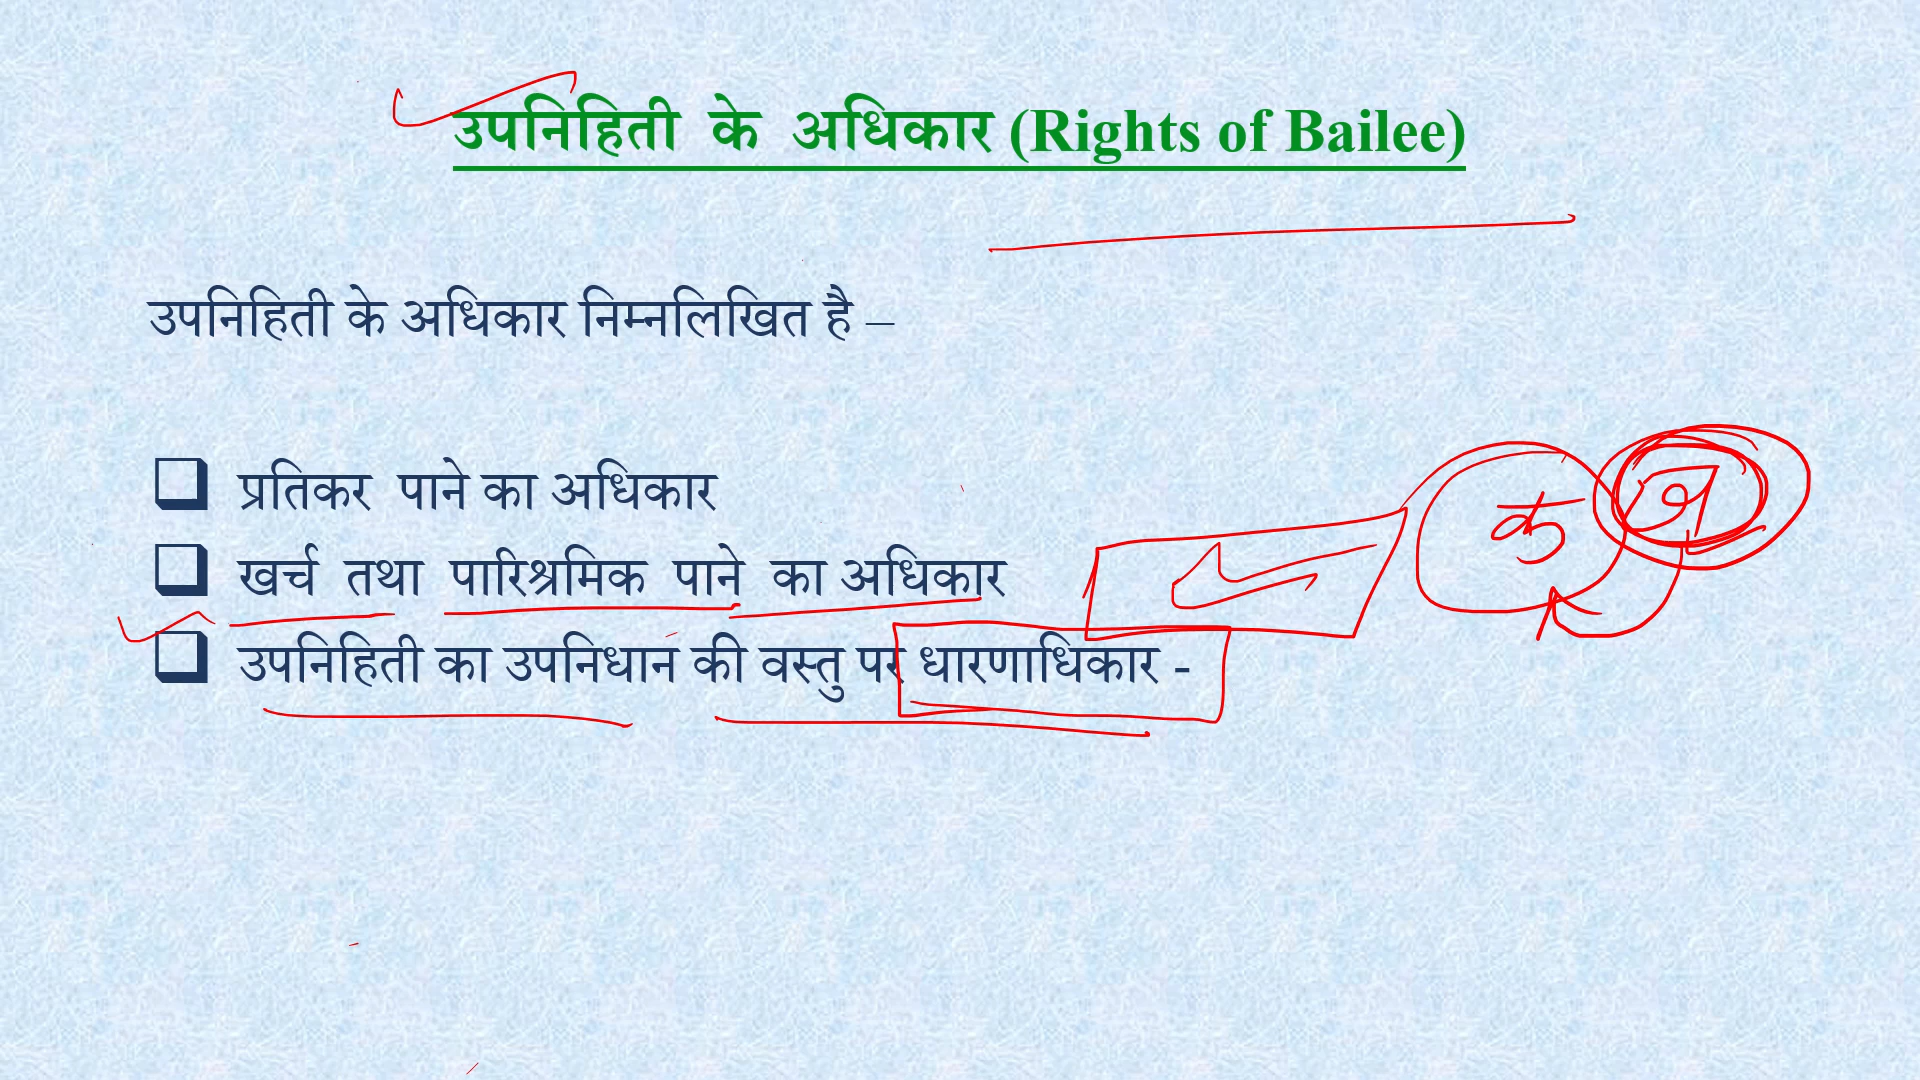 उपनिहिती के अधिकार (Rights of Bailee)
उपनिहिती के अधिकार निम्नलिखित है –
प्रतिकर पाने का अधिकार
खर्च तथा पारिश्रमिक पाने का अधिकार
उपनिहिती का उपनिधान की वस्तु पर धारणाधिकार -
क